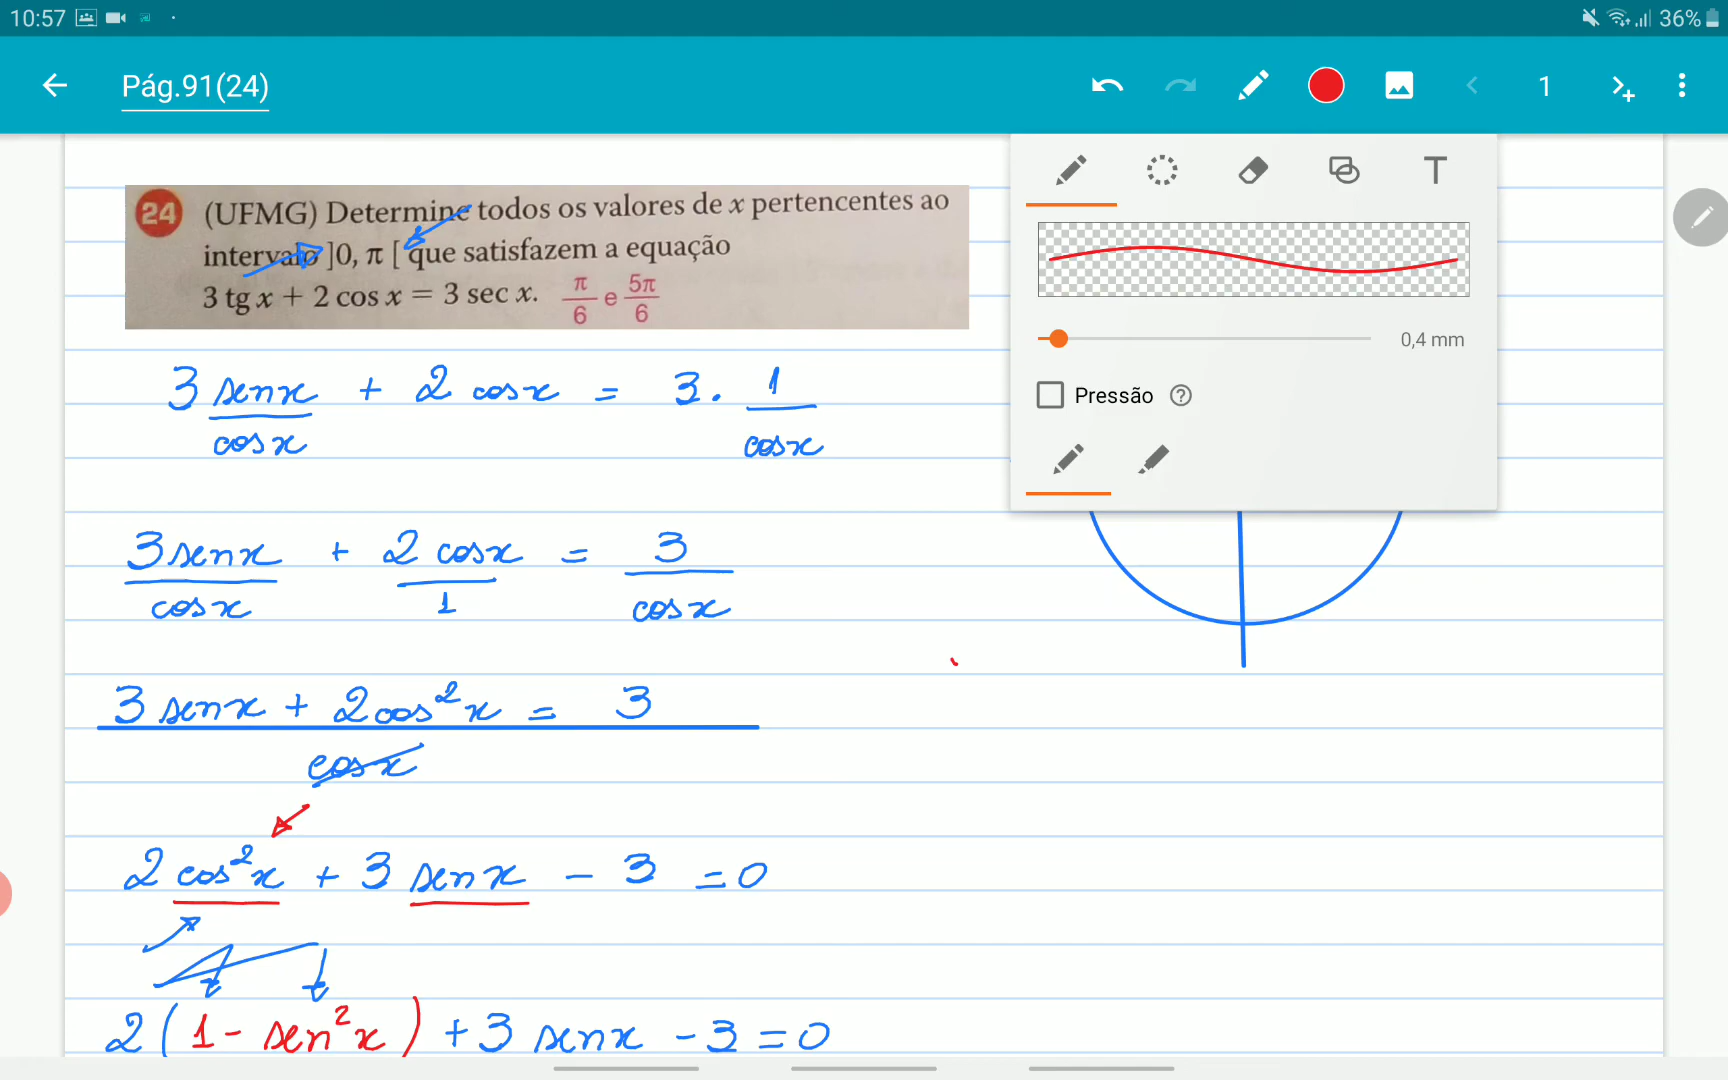 10:57 36%
Pág.91(24) 1
24 (UFMG) Determine todos os valores de x pertencentes ao
intervalo ]0, π [ que satisfazem a equação
3 tg x + 2 cos x = 3 sec x. π/6 e 5π/6
T
0,4 mm
Pressão ?
3 senx/cosx + 2 cosx = 3 . 1/cosx
3senx/cosx + 2 cosx/1 = 3/cosx
3 senx + 2cos²x = 3
cosx
2 cos²x + 3 senx - 3 = 0
2(1 - sen²x) + 3 senx - 3 = 0